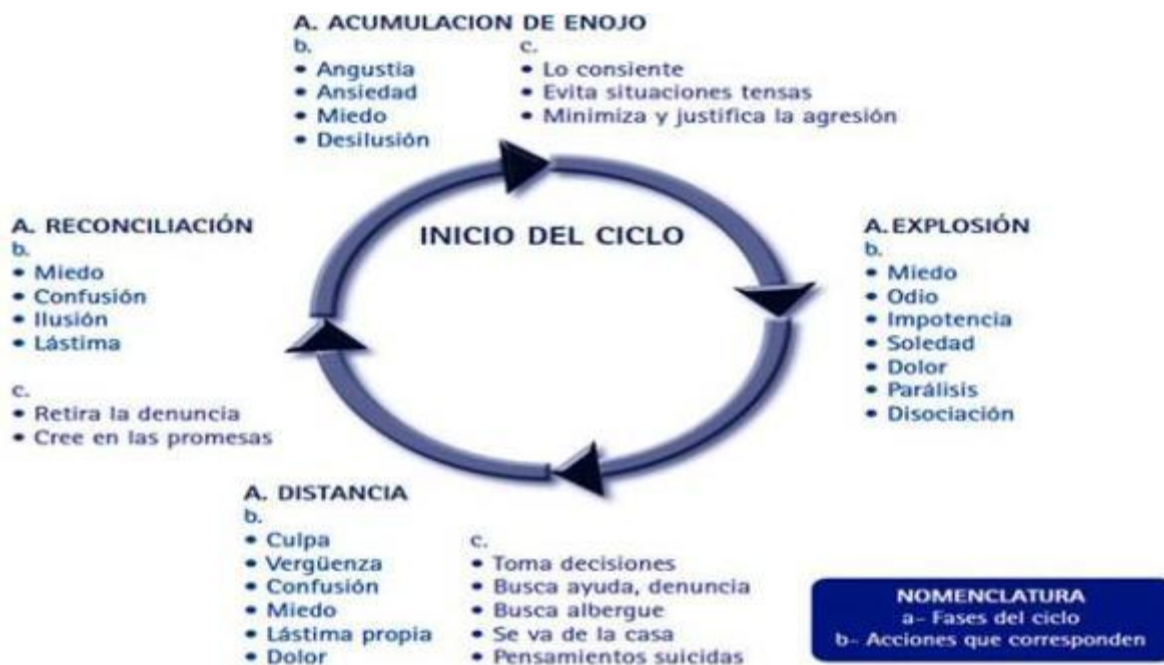 A. ACUMULACION DE ENOJO
b.
• Angustia
• Ansiedad
• Miedo
• Desilusión
c.
• Lo consiente
• Evita situaciones tensas
• Minimiza y justifica la agresión
INICIO DEL CICLO
A. EXPLOSIÓN
b.
• Miedo
• Odio
• Impotencia
• Soledad
• Dolor
• Parálisis
• Disociación
A. RECONCILIACIÓN
b.
• Miedo
• Confusión
• Ilusión
• Lástima
c.
• Retira la denuncia
• Cree en las promesas
A. DISTANCIA
b.
• Culpa
• Vergüenza
• Confusión
• Miedo
• Lástima propia
• Dolor
c.
• Toma decisiones
• Busca ayuda, denuncia
• Busca albergue
• Se va de la casa
• Pensamientos suicidas
NOMENCLATURA
a- Fases del ciclo
b- Acciones que corresponden